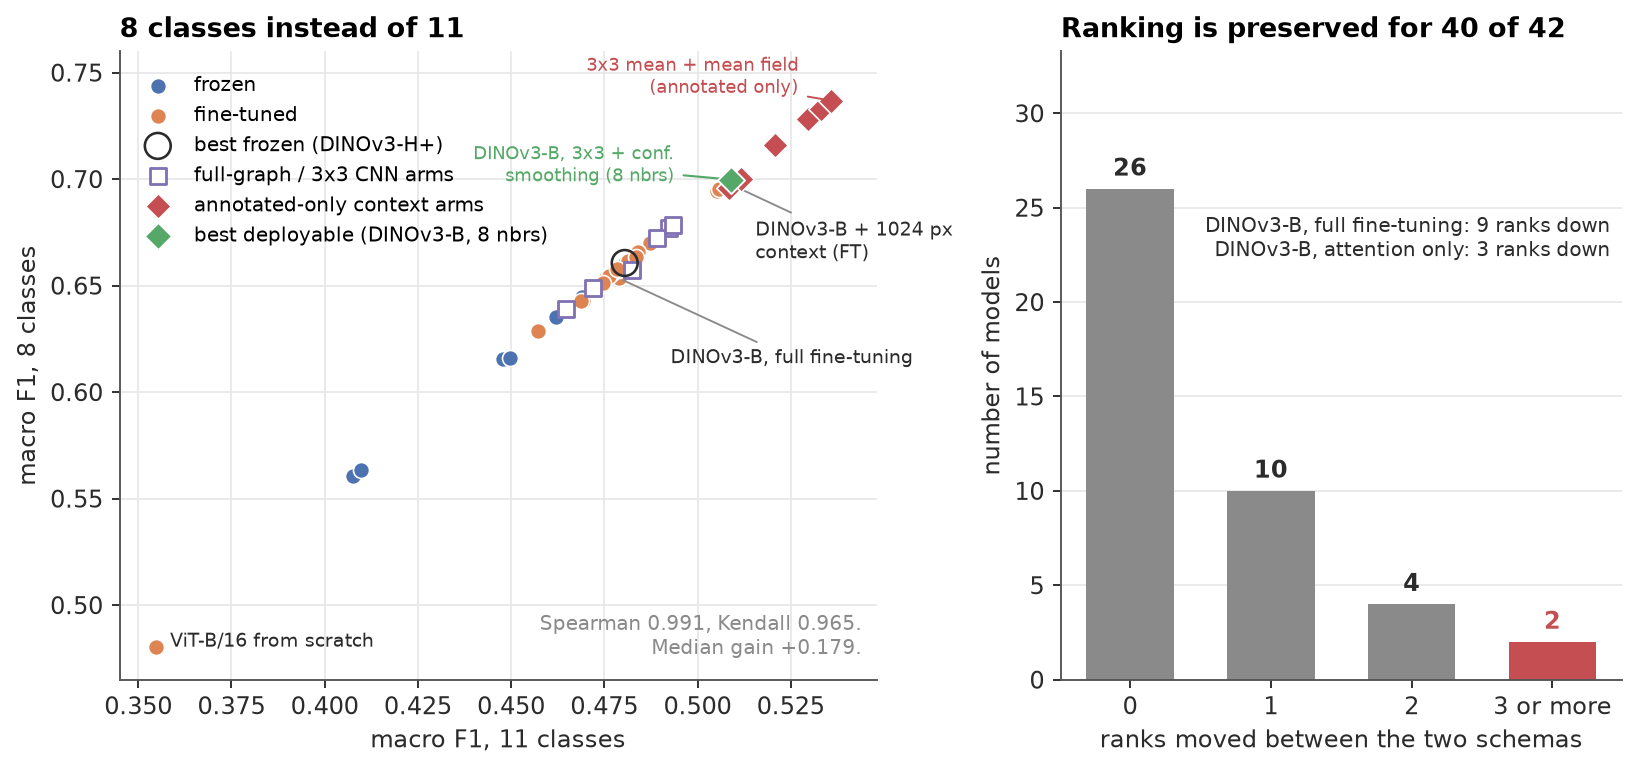 8 classes instead of 11
macro F1, 8 classes
0.75
0.70
0.65
0.60
0.55
0.50
frozen
fine-tuned
best frozen (DINOv3-H+)
full-graph / 3x3 CNN arms
annotated-only context arms
best deployable (DINOv3-B, 8 nbrs)
3x3 mean + mean field
(annotated only)
DINOv3-B, 3x3 + conf.
smoothing (8 nbrs)
DINOv3-B + 1024 px
context (FT)
DINOv3-B, full fine-tuning
ViT-B/16 from scratch
Spearman 0.991, Kendall 0.965.
Median gain +0.179.
0.350 0.375 0.400 0.425 0.450 0.475 0.500 0.525
macro F1, 11 classes
Ranking is preserved for 40 of 42
number of models
30
25
20
15
10
5
0
26
10
4
2
DINOv3-B, full fine-tuning: 9 ranks down
DINOv3-B, attention only: 3 ranks down
0 1 2 3 or more
ranks moved between the two schemas